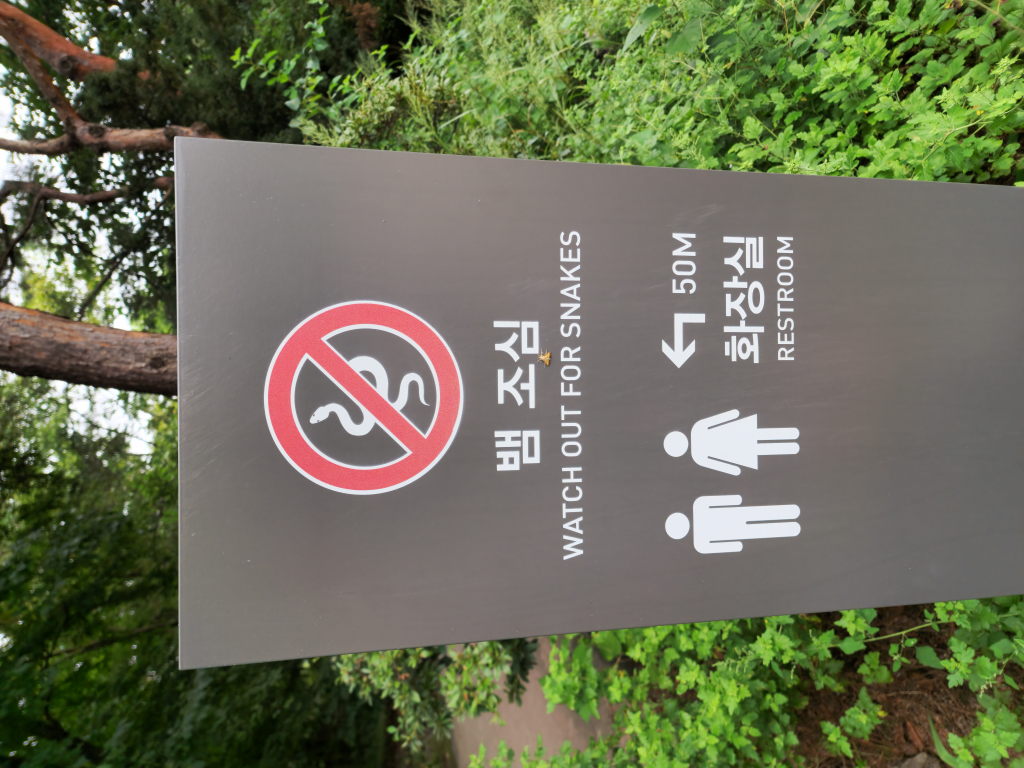 뱀 조심
WATCH OUT FOR SNAKES
50M
화장실
RESTROOM